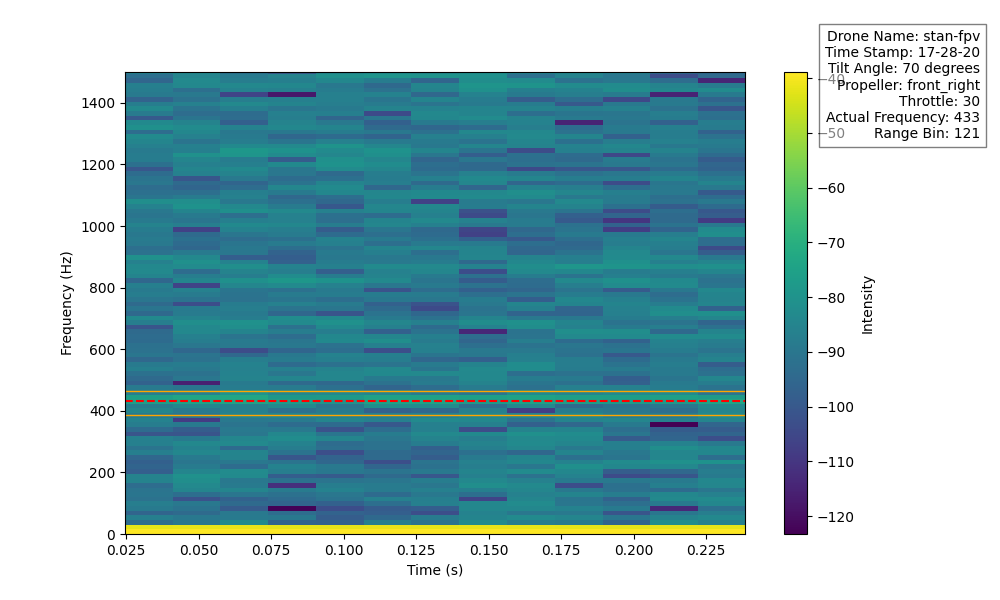 Drone Name: stan-fpv
Time Stamp: 17-28-20
Tilt Angle: 70 degrees
Propeller: front_right
Throttle: 30
Actual Frequency: 433
Range Bin: 121
1400
1200
1000
800
600
400
200
0
Frequency (Hz)
0.025 0.050 0.075 0.100 0.125 0.150 0.175 0.200 0.225
Time (s)
−40
−50
−60
−70
−80
−90
−100
−110
−120
Intensity